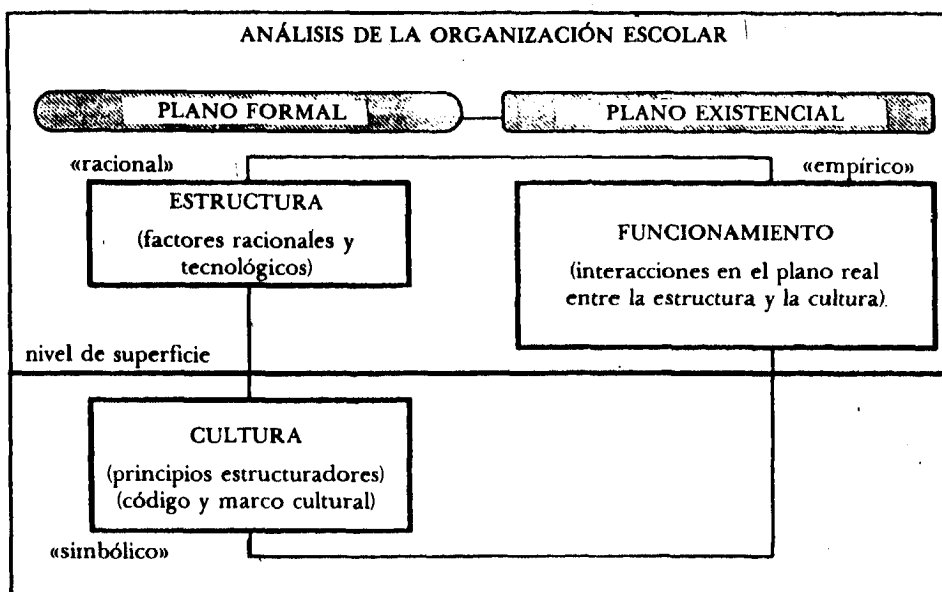 ANÁLISIS DE LA ORGANIZACIÓN ESCOLAR
PLANO FORMAL
PLANO EXISTENCIAL
«racional»
«empírico»
ESTRUCTURA
(factores racionales y
tecnológicos)
FUNCIONAMIENTO
(interacciones en el plano real
entre la estructura y la cultura).
nivel de superficie
CULTURA
(principios estructuradores)
(código y marco cultural)
«simbólico»